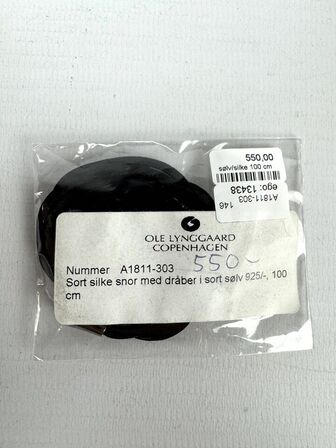 550,00
sølv/silke 100 cm
A1811-303 146
ego: 13438
OLE LYNGGAARD
COPENHAGEN
Nummer A1811-303 550-
Sort silke snor med dråber i sort sølv 925/-, 100
cm